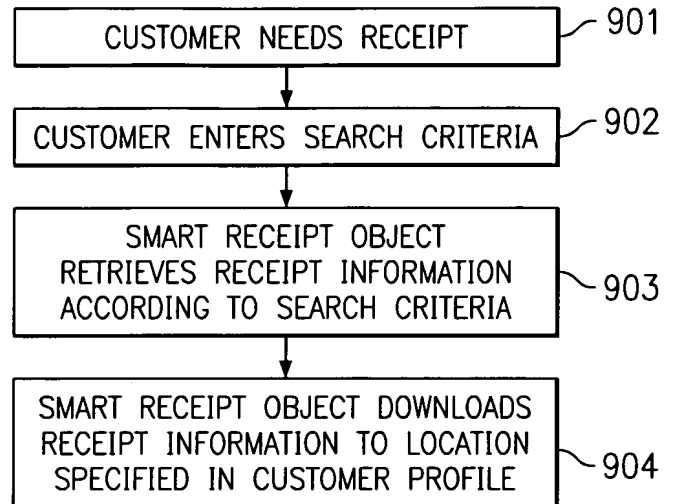 CUSTOMER NEEDS RECEIPT
901
CUSTOMER ENTERS SEARCH CRITERIA
902
SMART RECEIPT OBJECT
RETRIEVES RECEIPT INFORMATION
ACCORDING TO SEARCH CRITERIA
903
SMART RECEIPT OBJECT DOWNLOADS
RECEIPT INFORMATION TO LOCATION
SPECIFIED IN CUSTOMER PROFILE
904